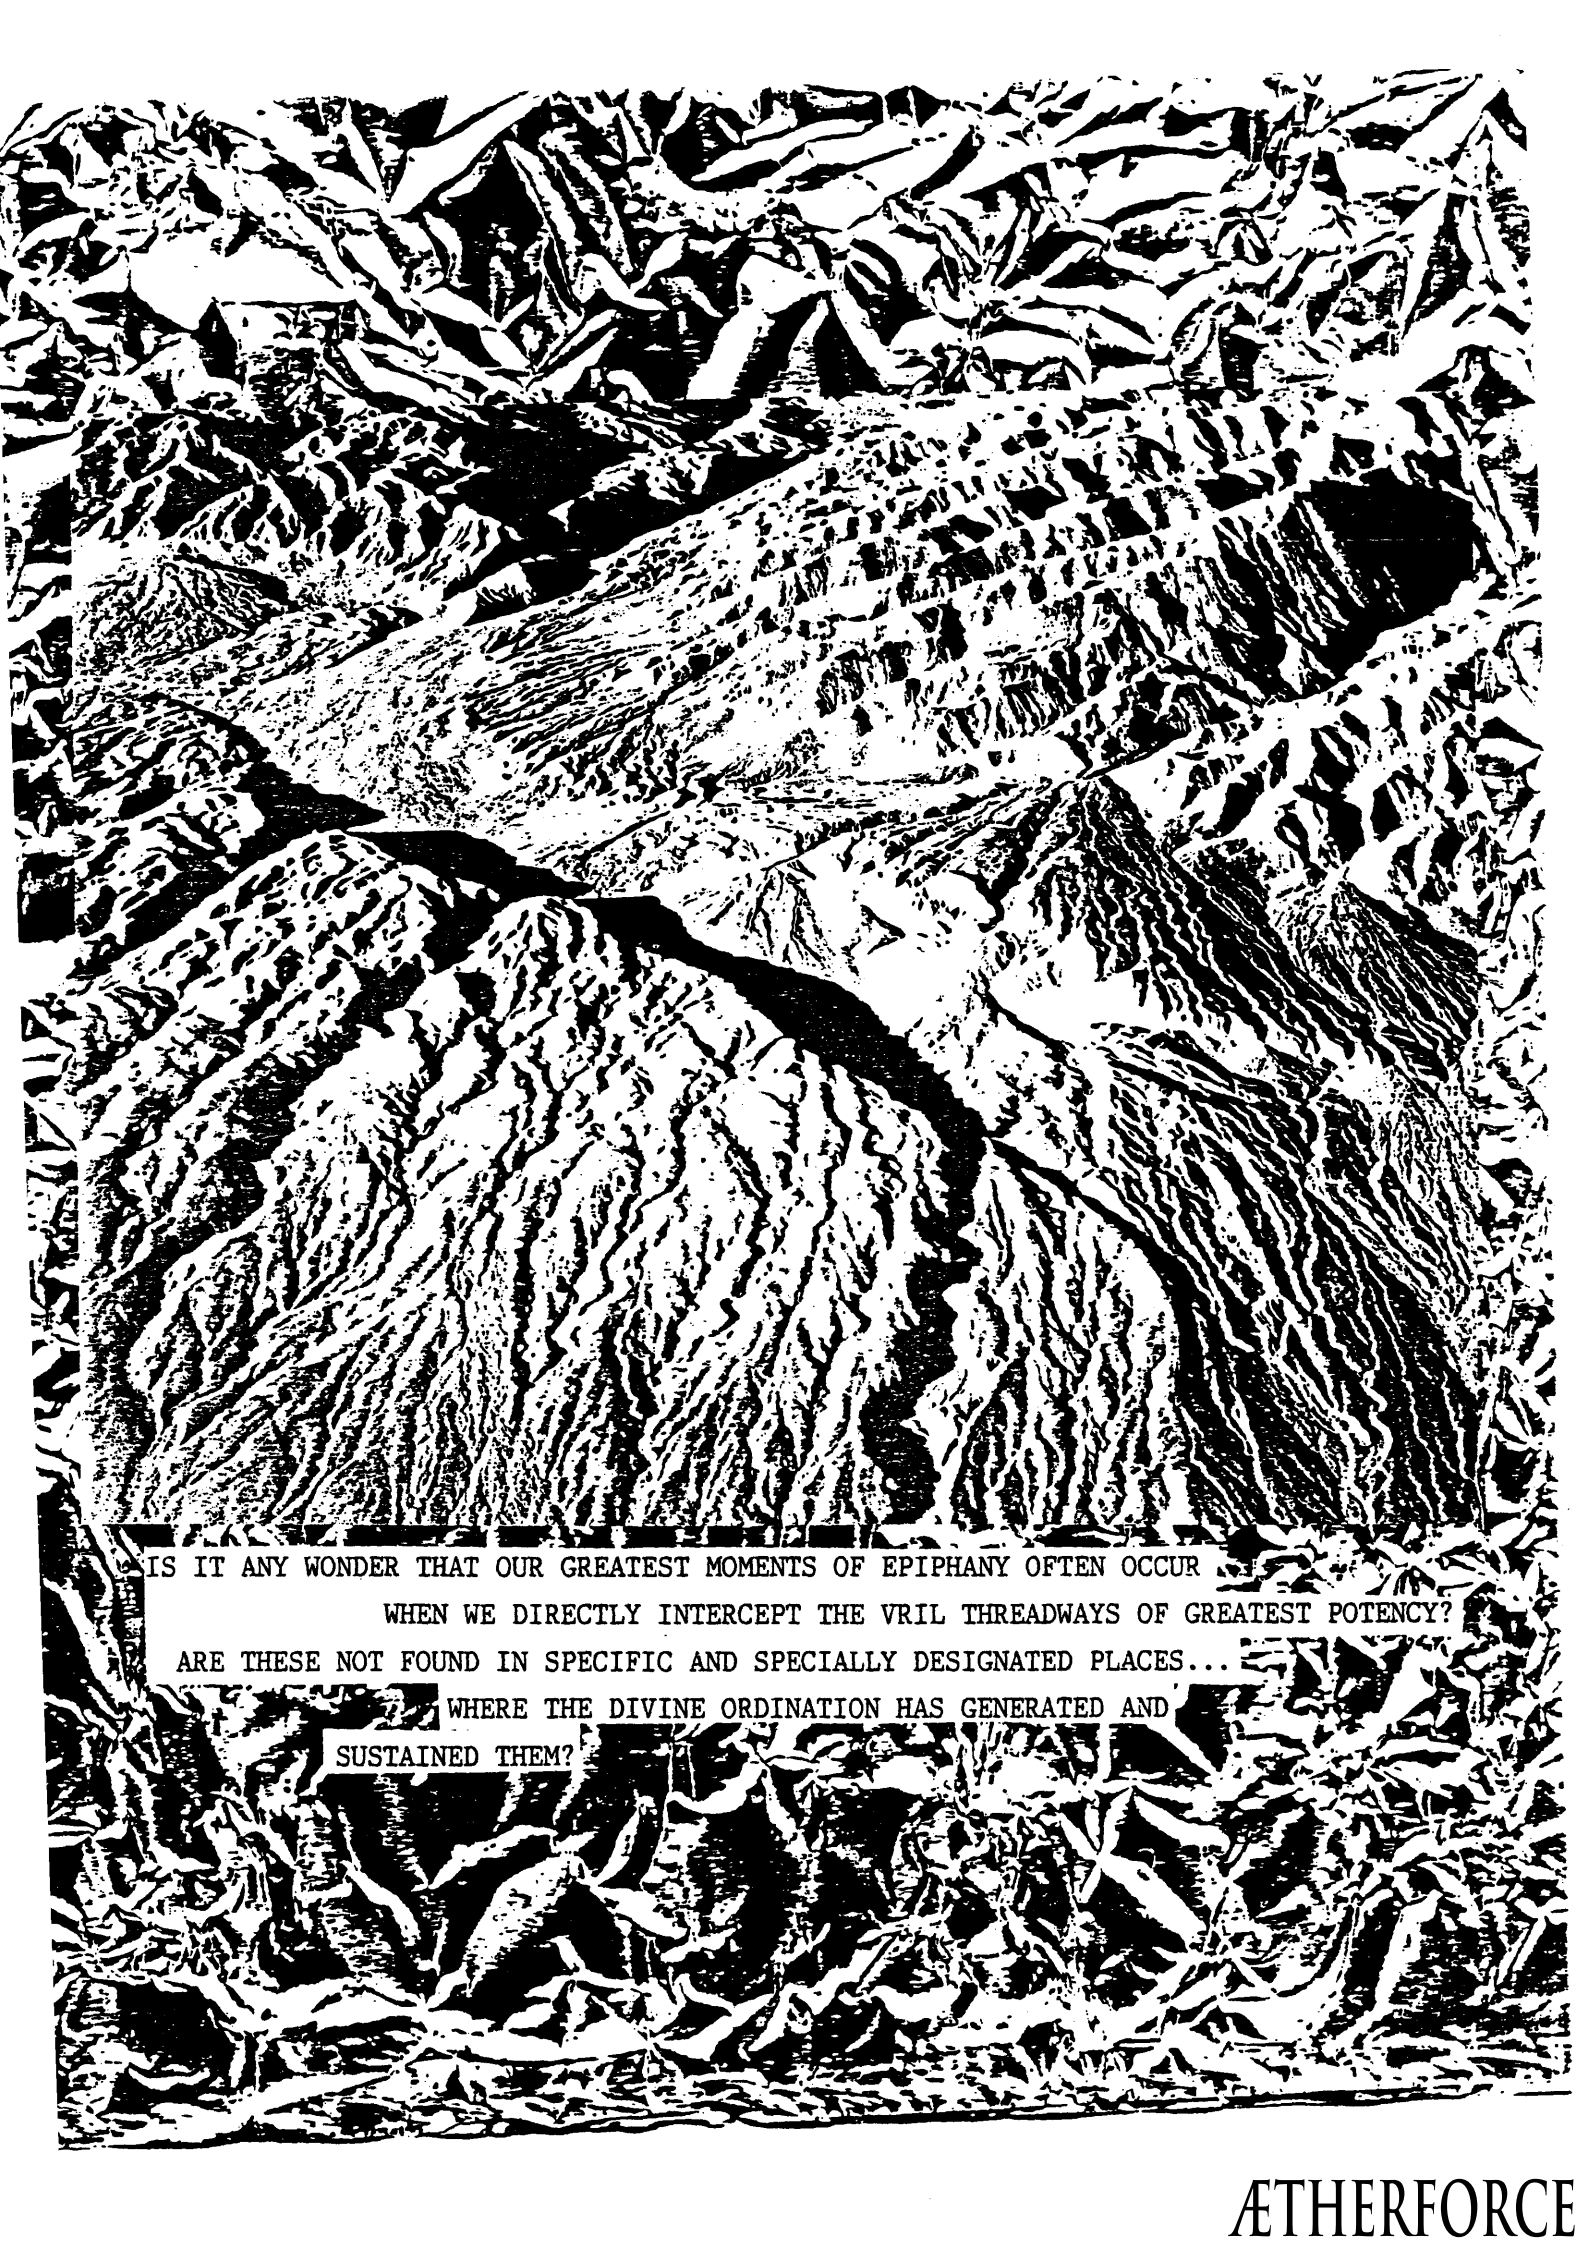 IS IT ANY WONDER THAT OUR GREATEST MOMENTS OF EPIPHANY OFTEN OCCUR
WHEN WE DIRECTLY INTERCEPT THE VRIL THREADWAYS OF GREATEST POTENCY?
ARE THESE NOT FOUND IN SPECIFIC AND SPECIALLY DESIGNATED PLACES...
WHERE THE DIVINE ORDINATION HAS GENERATED AND
SUSTAINED THEM?
ÆTHERFORCE